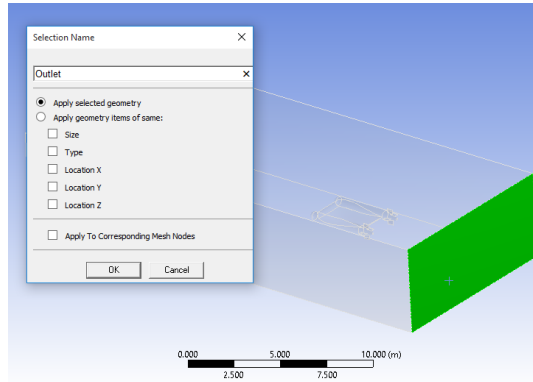 Selection Name
Outlet
Apply selected geometry
Apply geometry items of same:
Size
Type
Location X
Location Y
Location Z
Apply To Corresponding Mesh Nodes
OK Cancel
0.000 5.000 10.000 (m)
2.500 7.500